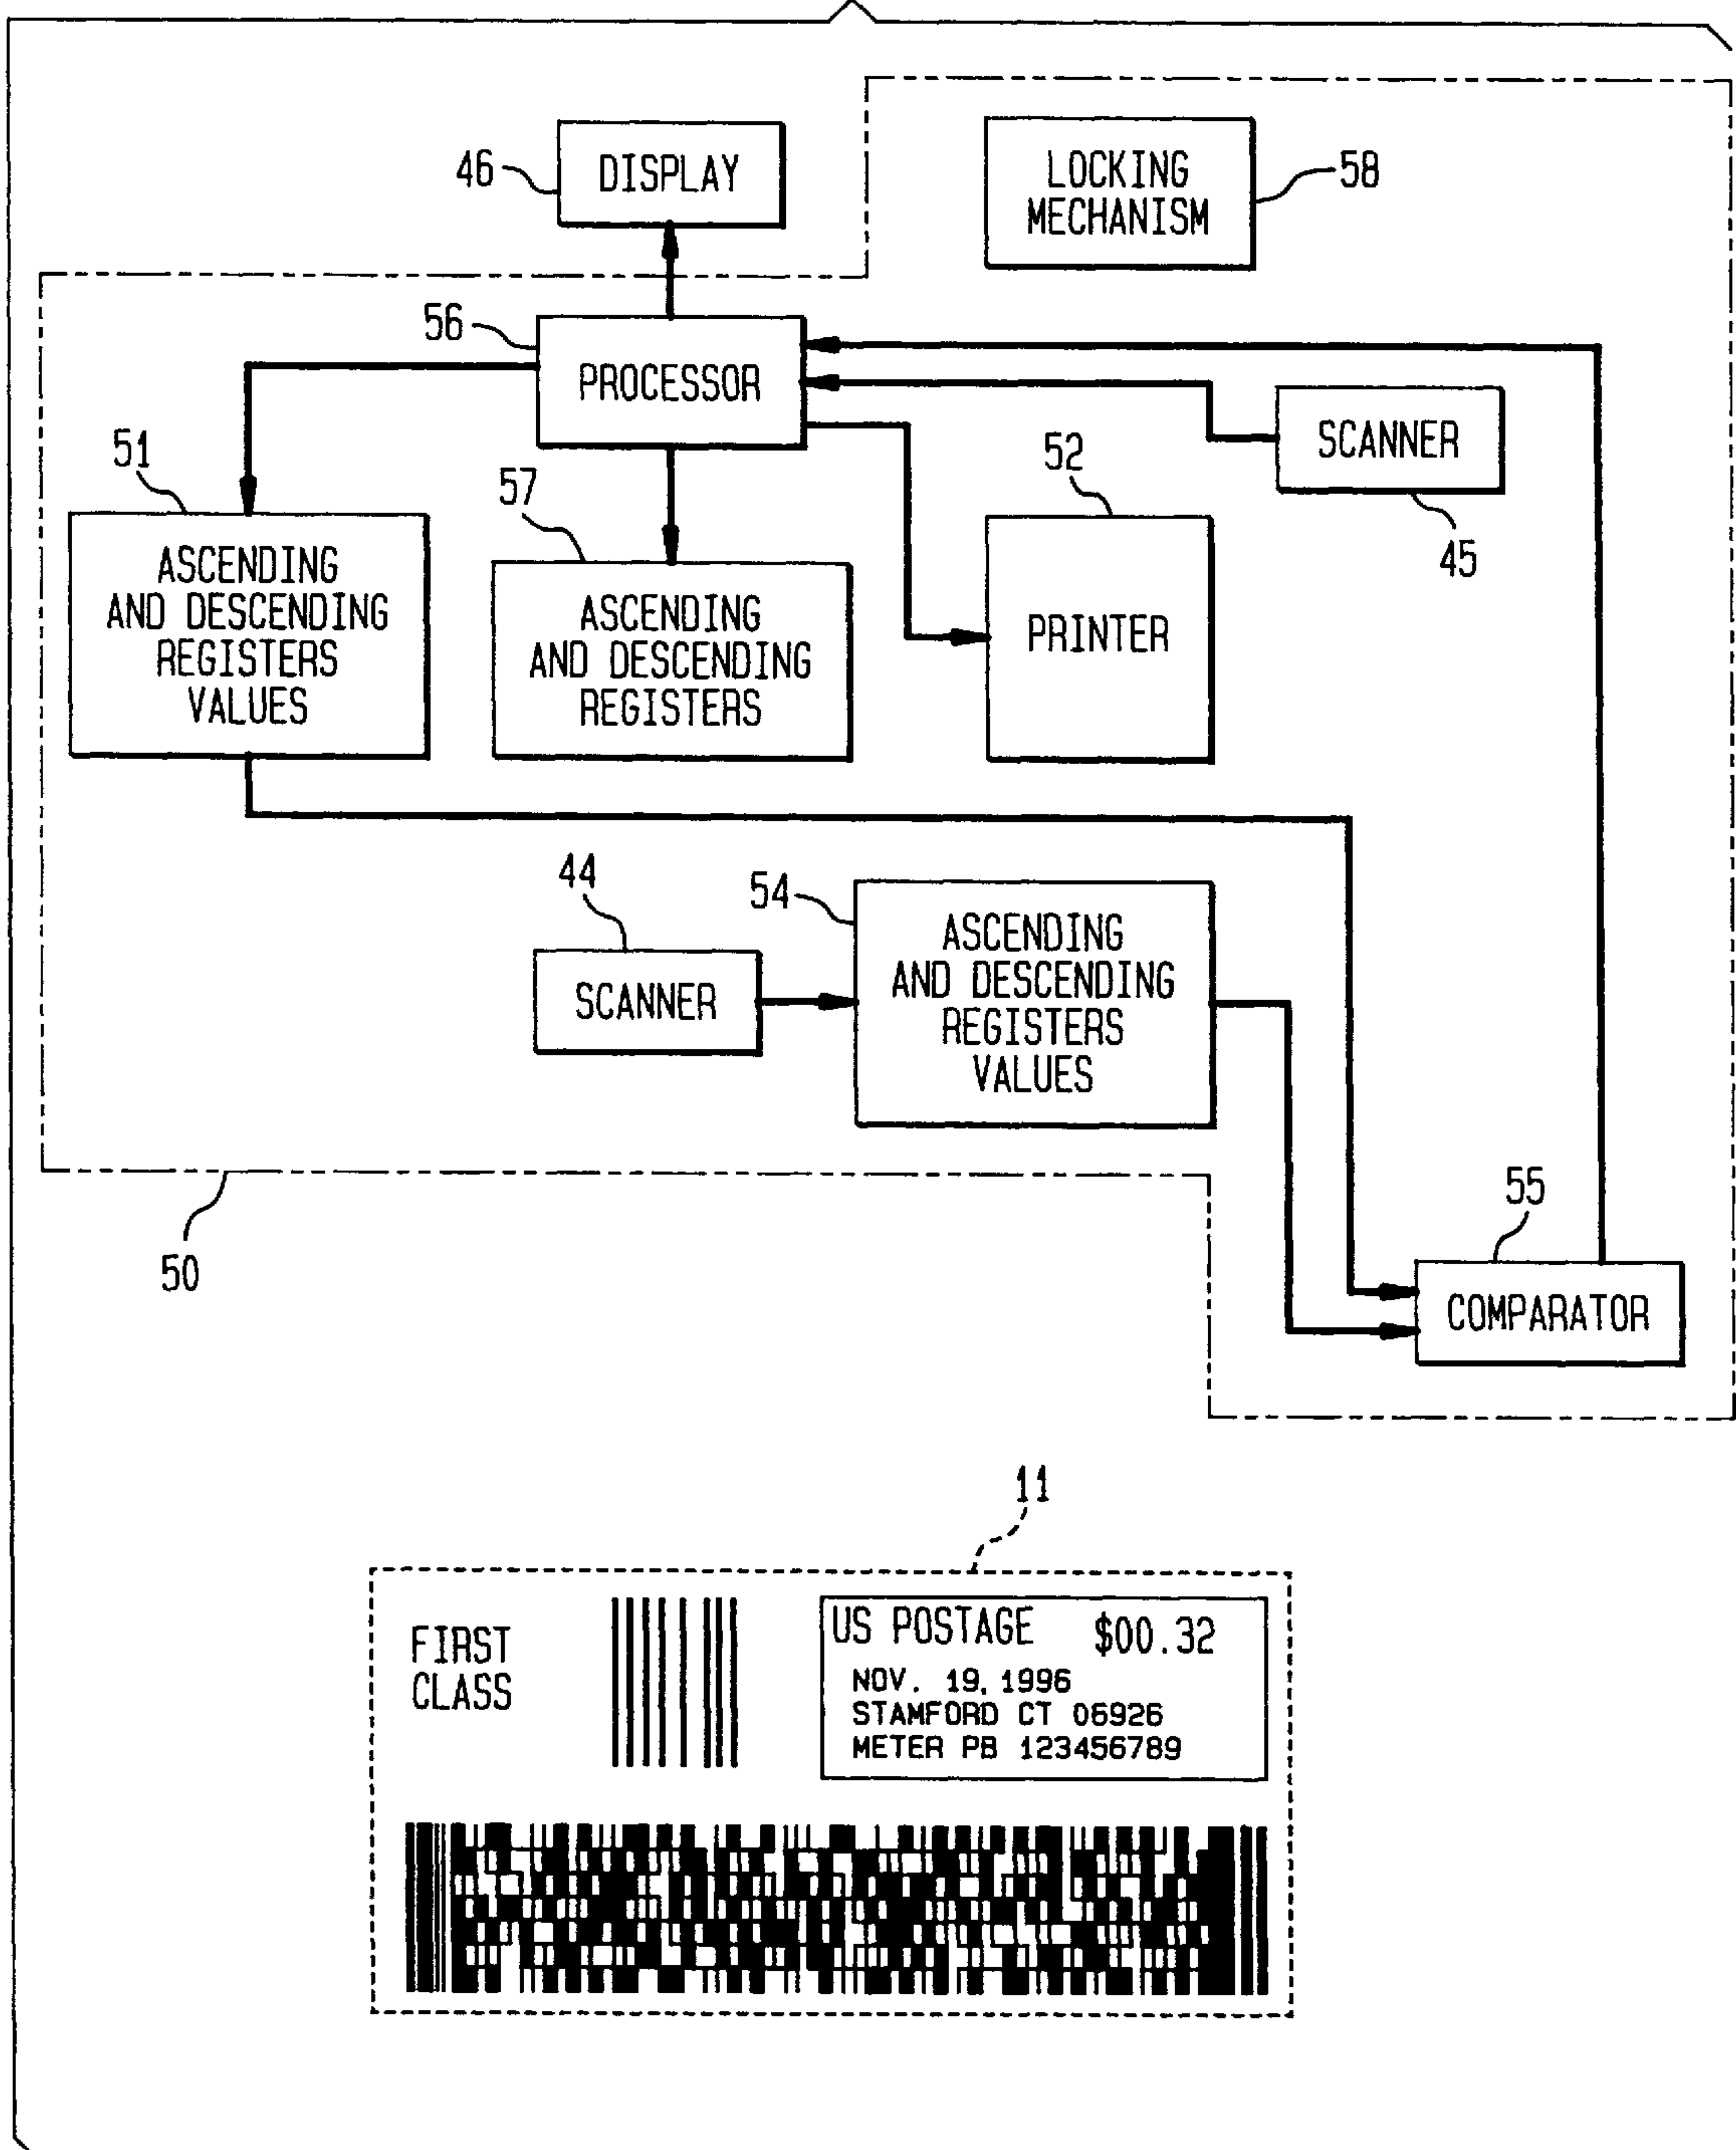 46
DISPLAY
LOCKING
MECHANISM
58
56
PROCESSOR
SCANNER
45
51
ASCENDING
AND DESCENDING
REGISTERS
VALUES
57
ASCENDING
AND DESCENDING
REGISTERS
52
PRINTER
44
SCANNER
54
ASCENDING
AND DESCENDING
REGISTERS
VALUES
50
55
COMPARATOR
11
FIRST
CLASS
US POSTAGE $00.32
NOV. 19, 1996
STAMFORD CT 06926
METER PB 123456789